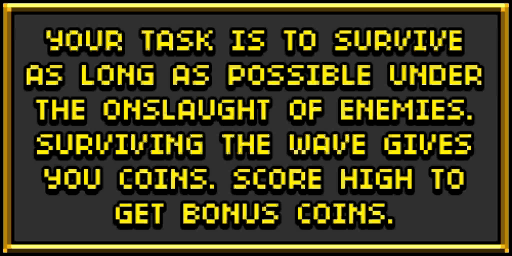 YOUR TASK IS TO SURVIVE
AS LONG AS POSSIBLE UNDER
THE ONSLAUGHT OF ENEMIES.
SURVIVING THE WAVE GIVES
YOU COINS. SCORE HIGH TO
GET BONUS COINS.